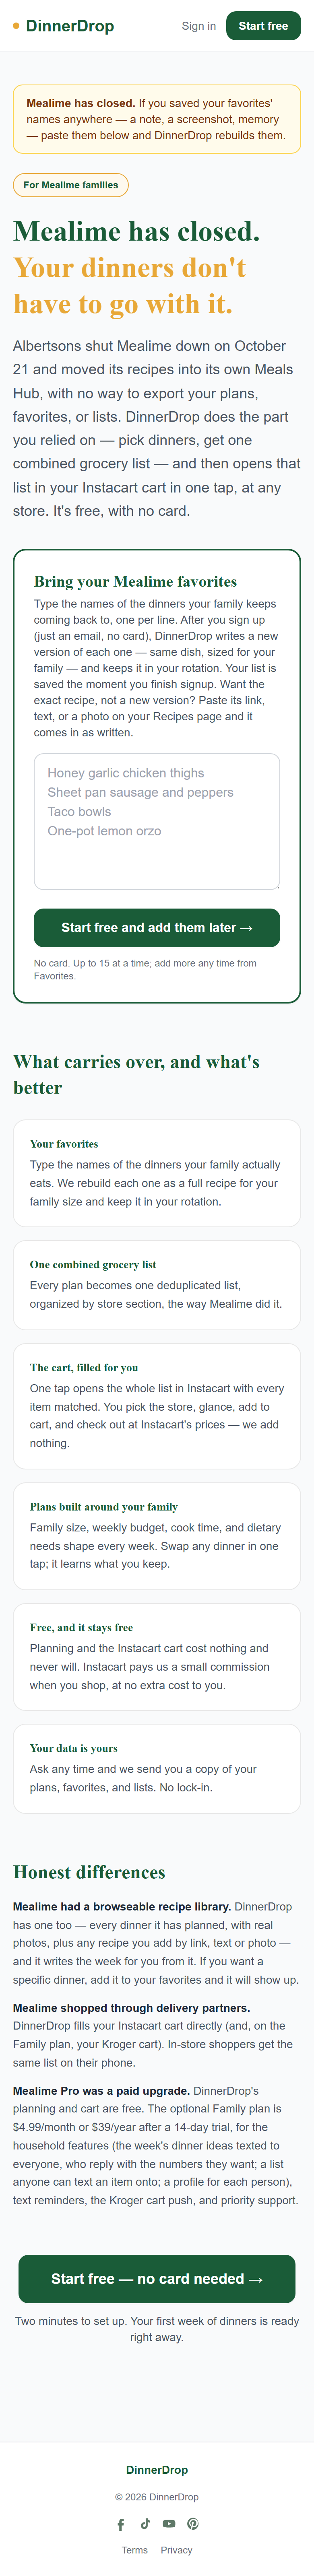 DinnerDrop
Sign in
Start free
Mealime has closed. If you saved your favorites'
names anywhere — a note, a screenshot, memory
— paste them below and DinnerDrop rebuilds them.
For Mealime families
Mealime has closed.
Your dinners don't
have to go with it.
Albertsons shut Mealime down on October
21 and moved its recipes into its own Meals
Hub, with no way to export your plans,
favorites, or lists. DinnerDrop does the part
you relied on — pick dinners, get one
combined grocery list — and then opens that
list in your Instacart cart in one tap, at any
store. It's free, with no card.
Bring your Mealime favorites
Type the names of the dinners your family keeps
coming back to, one per line. After you sign up
(just an email, no card), DinnerDrop writes a new
version of each one — same dish, sized for your
family — and keeps it in your rotation. Your list is
saved the moment you finish signup. Want the
exact recipe, not a new version? Paste its link,
text, or a photo on your Recipes page and it
comes in as written.
Honey garlic chicken thighs
Sheet pan sausage and peppers
Taco bowls
One-pot lemon orzo
Start free and add them later →
No card. Up to 15 at a time; add more any time from
Favorites.
What carries over, and what's
better
Your favorites
Type the names of the dinners your family actually
eats. We rebuild each one as a full recipe for your
family size and keep it in your rotation.
One combined grocery list
Every plan becomes one deduplicated list,
organized by store section, the way Mealime did it.
The cart, filled for you
One tap opens the whole list in Instacart with every
item matched. You pick the store, glance, add to
cart, and check out at Instacart's prices — we add
nothing.
Plans built around your family
Family size, weekly budget, cook time, and dietary
needs shape every week. Swap any dinner in one
tap; it learns what you keep.
Free, and it stays free
Planning and the Instacart cart cost nothing and
never will. Instacart pays us a small commission
when you shop, at no extra cost to you.
Your data is yours
Ask any time and we send you a copy of your
plans, favorites, and lists. No lock-in.
Honest differences
Mealime had a browseable recipe library. DinnerDrop
has one too — every dinner it has planned, with real
photos, plus any recipe you add by link, text or photo —
and it writes the week for you from it. If you want a
specific dinner, add it to your favorites and it will show up.
Mealime shopped through delivery partners.
DinnerDrop fills your Instacart cart directly (and, on the
Family plan, your Kroger cart). In-store shoppers get the
same list on their phone.
Mealime Pro was a paid upgrade. DinnerDrop's
planning and cart are free. The optional Family plan is
$4.99/month or $39/year after a 14-day trial, for the
household features (the week's dinner ideas texted to
everyone, who reply with the numbers they want; a list
anyone can text an item onto; a profile for each person),
text reminders, the Kroger cart push, and priority support.
Start free — no card needed →
Two minutes to set up. Your first week of dinners is ready
right away.
DinnerDrop
© 2026 DinnerDrop
Terms
Privacy